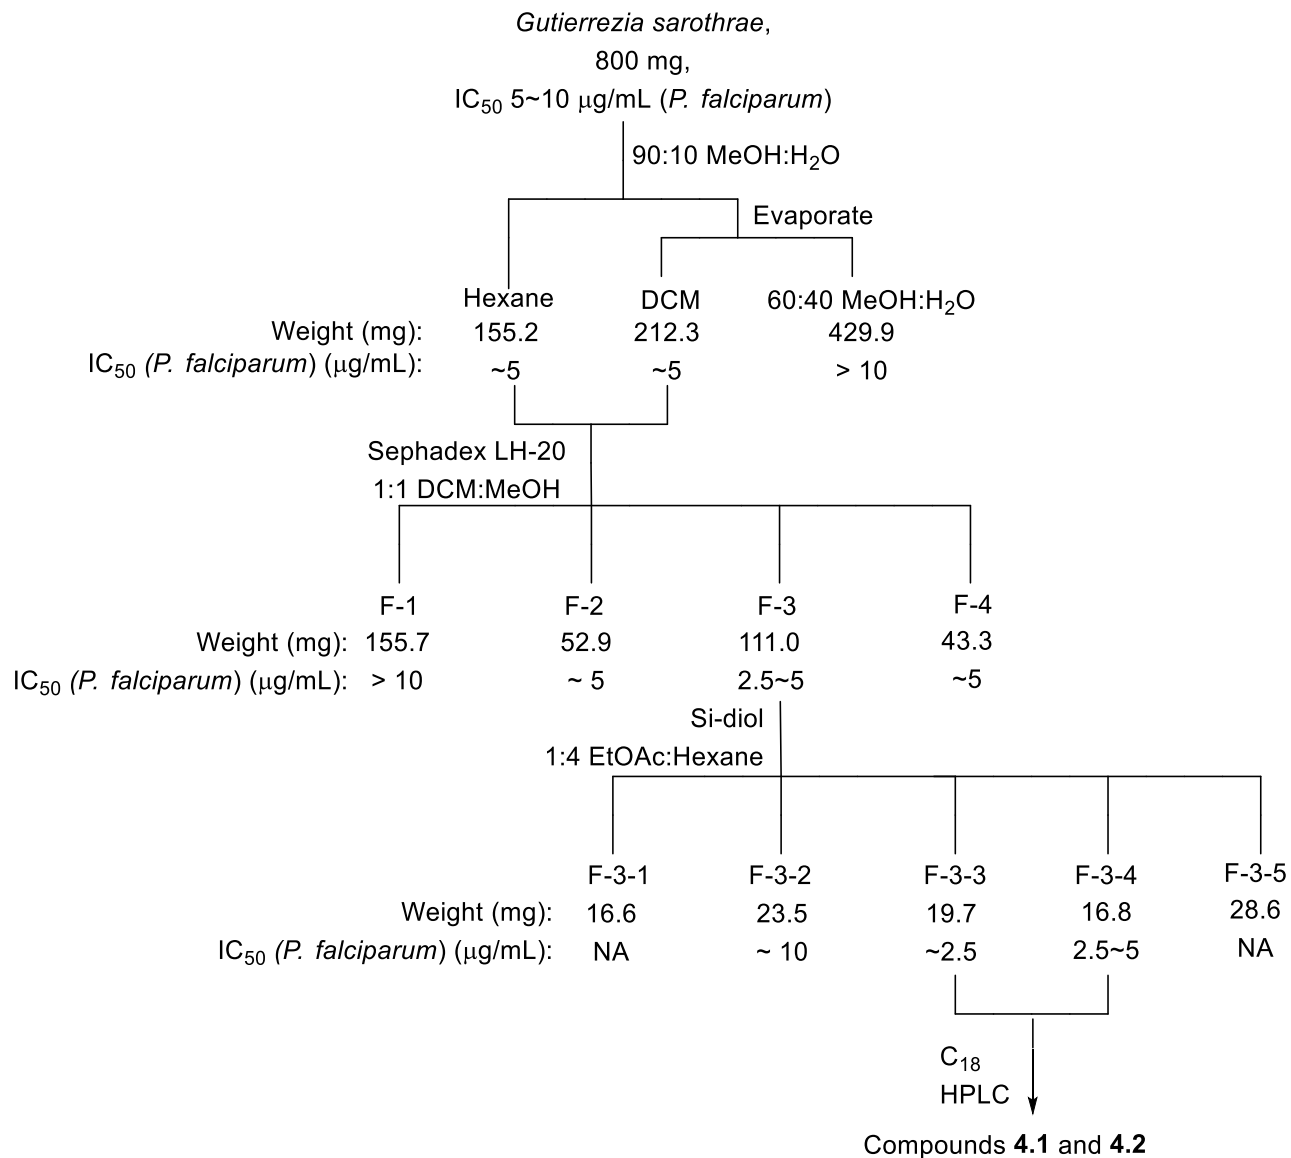 Gutierrezia sarothrae,
800 mg,
IC50 5~10 μg/mL (P. falciparum)
90:10 MeOH:H2O
Evaporate
Hexane DCM 60:40 MeOH:H2O
Weight (mg): 155.2 212.3 429.9
IC50 (P. falciparum) (μg/mL): ~5 ~5 > 10
Sephadex LH-20
1:1 DCM:MeOH
F-1 F-2 F-3 F-4
Weight (mg): 155.7 52.9 111.0 43.3
IC50 (P. falciparum) (μg/mL): > 10 ~ 5 2.5~5 ~5
Si-diol
1:4 EtOAc:Hexane
F-3-1 F-3-2 F-3-3 F-3-4 F-3-5
Weight (mg): 16.6 23.5 19.7 16.8 28.6
IC50 (P. falciparum) (μg/mL): NA ~ 10 ~2.5 2.5~5 NA
C18
HPLC
Compounds 4.1 and 4.2